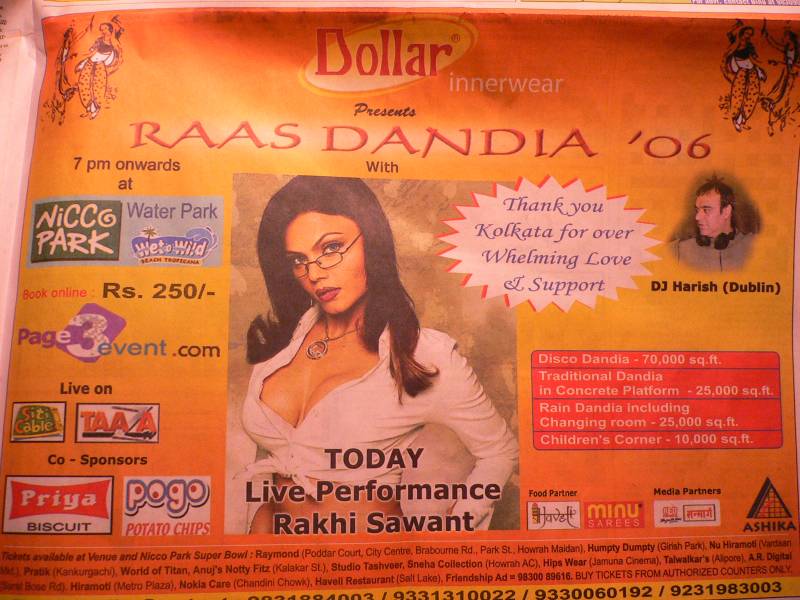 Dollar®
innerwear
Presents
RAAS DANDIA '06
7 pm onwards
at
With
NICCO PARK
Water Park
Wet-O-Wild
BEACH TROPICANA
Thank you
Kolkata for over
Whelming Love
& Support
DJ Harish (Dublin)
Book online : Rs. 250/-
Page 3 event .com
Live on
Siti Cable
TAAZA
Disco Dandia - 70,000 sq.ft.
Traditional Dandia
in Concrete Platform - 25,000 sq.ft.
Rain Dandia Including
Changing room - 25,000 sq.ft.
Children's Corner - 10,000 sq.ft.
Co - Sponsors
Priya
BISCUIT
pogo
POTATO CHIPS
TODAY
Live Performance
Rakhi Sawant
Food Partner
Haveli
minu
SAREES
Media Partners
सन्मार्ग
ASHIKA
Tickets available at Venue and Nicco Park Super Bowl : Raymond (Poddar Court, City Centre, Brabourne Rd., Park St., Howrah Maidan), Humpty Dumpty (Girish Park), Nu Hiramoti (Vardaan
Mkt.), Pratik (Kankurgachi), World of Titan, Anuj's Notty Fitz (Kalakar St.), Studio Tashveer, Sneha Collection (Howrah AC), Hips Wear (Jamuna Cinema), Talwalkar's (Alipore), A.R. Digital
(Sarat Bose Rd), Hiramoti (Metro Plaza), Nokia Care (Chandini Chowk), Haveli Restaurant (Salt Lake), Friendship Ad = 98300 89616. BUY TICKETS FROM AUTHORIZED COUNTERS ONLY.
9831884003 / 9331310022 / 9330060192 / 9231983003